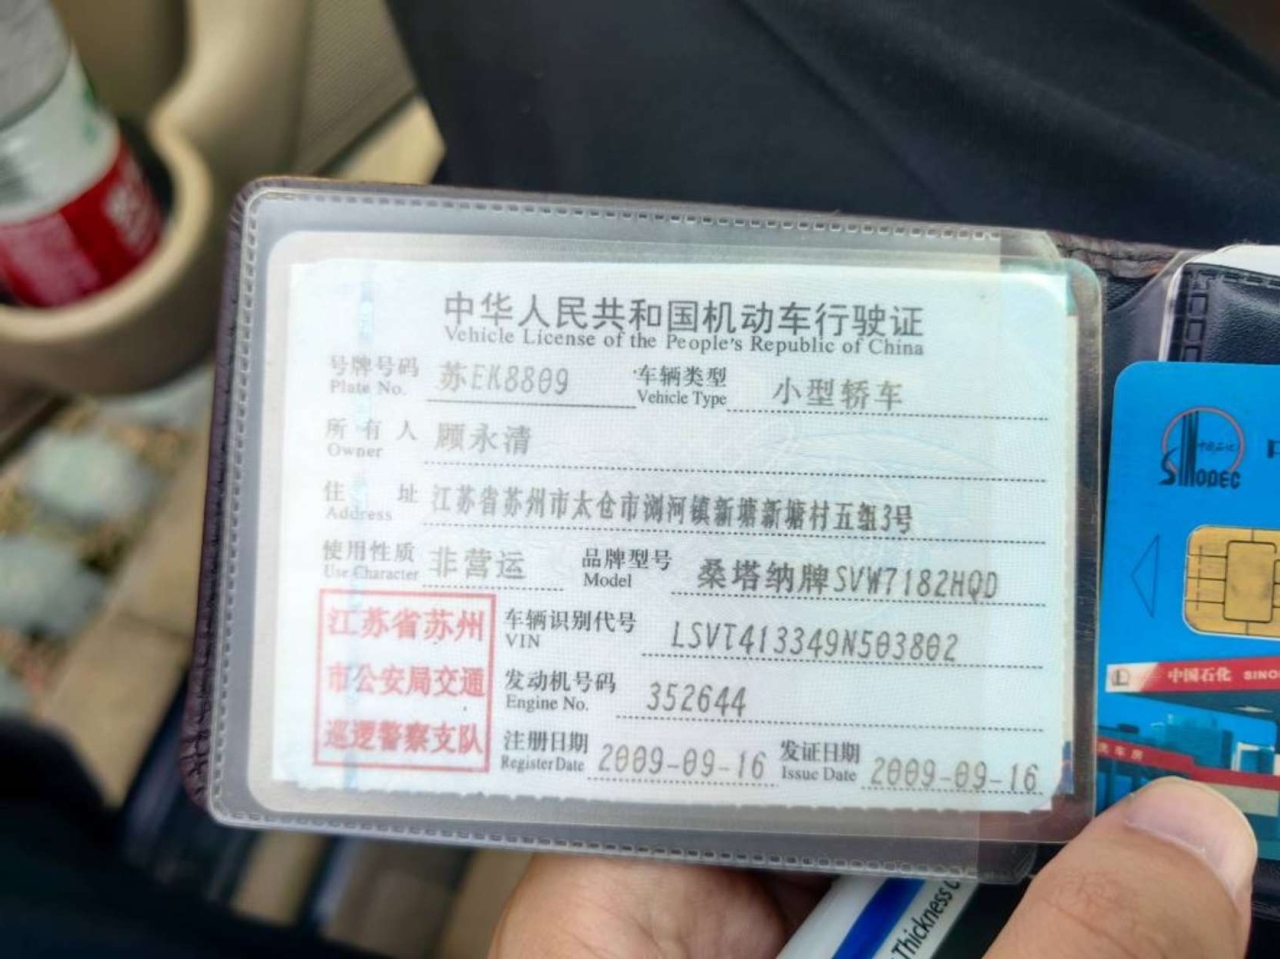 中华人民共和国机动车行驶证
Vehicle License of the People's Republic of China
号牌号码 苏EK8809 车辆类型 小型轿车
Plate No. Vehicle Type
所有人 顾永清
Owner
住址 江苏省苏州市太仓市浏河镇新塘新塘村五组3号
Address
使用性质 非营运 品牌型号 桑塔纳牌SVW7182HQD
Use Character Model
江苏省苏州
市公安局交通
巡逻警察支队
车辆识别代号 LSVT413349N503802
VIN
发动机号码 352644
Engine No.
注册日期 2009-09-16 发证日期 2009-09-16
Register Date Issue Date
SINOPEC
中国石化 SINO
洗车房
Thickness